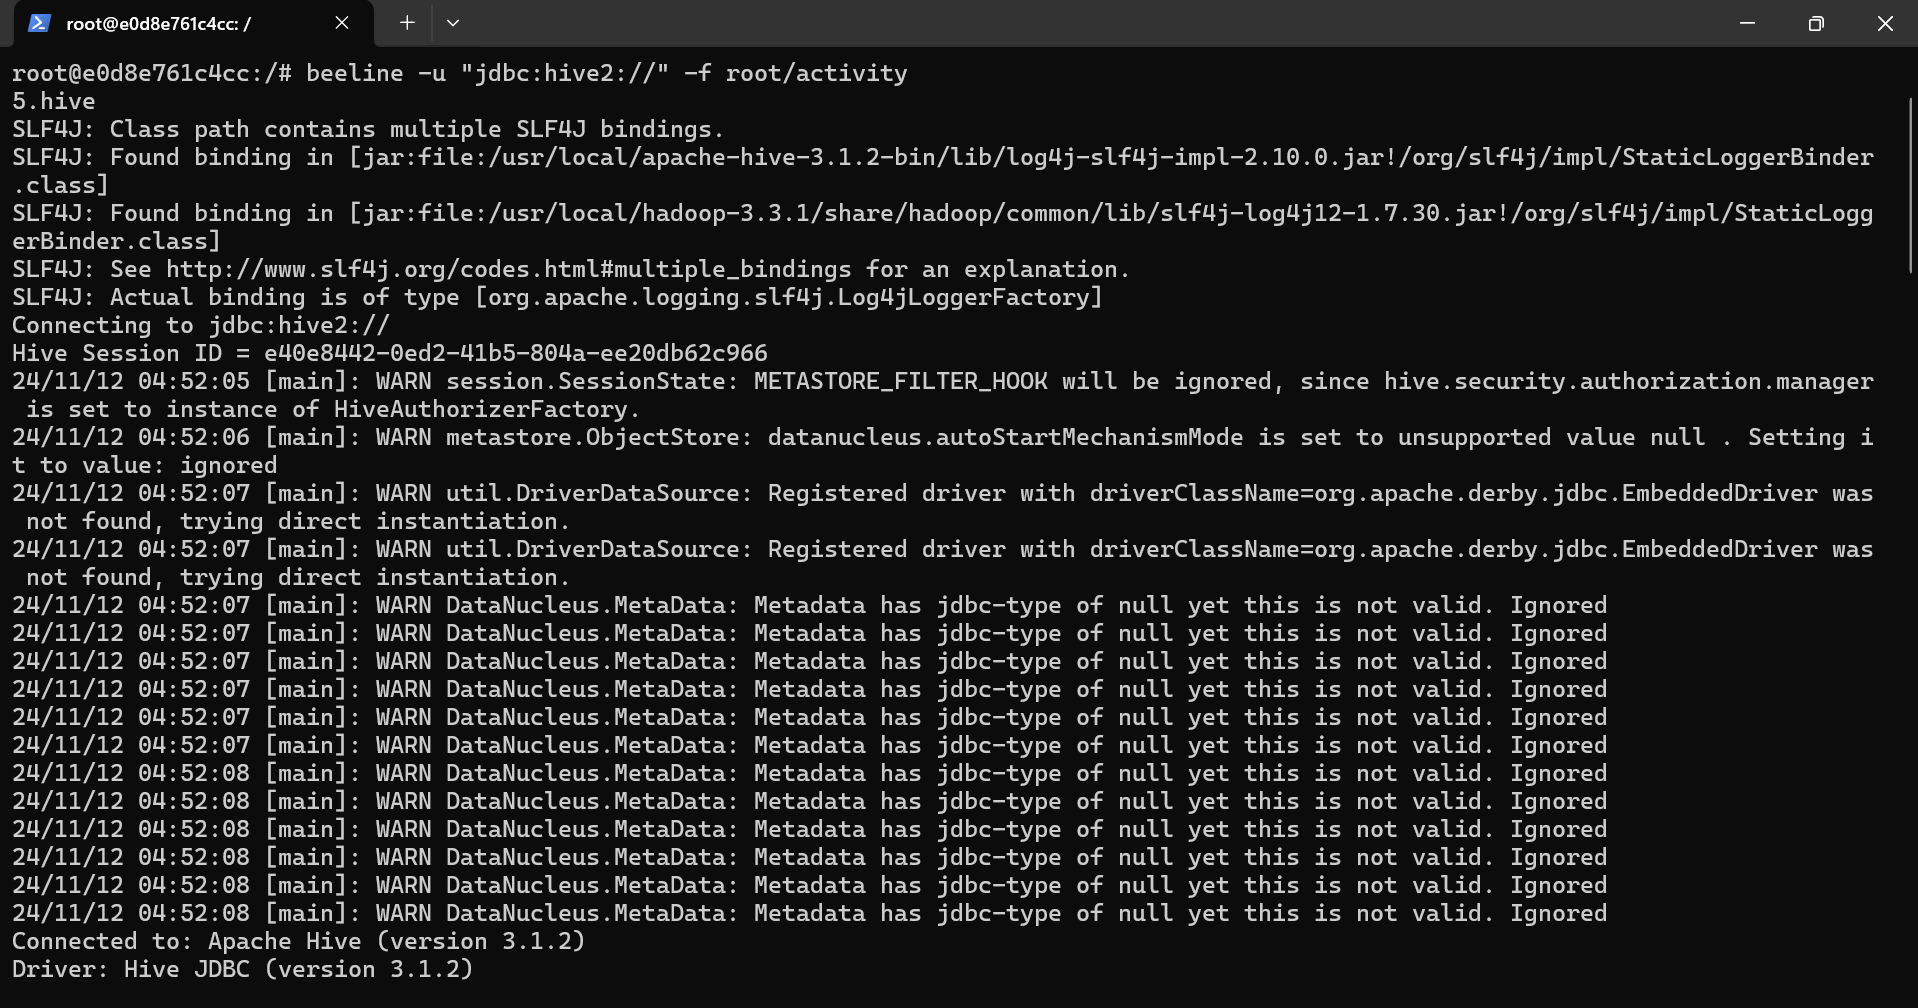 root@e0d8e761c4cc: /
root@e0d8e761c4cc:/# beeline -u "jdbc:hive2://" -f root/activity
5.hive
SLF4J: Class path contains multiple SLF4J bindings.
SLF4J: Found binding in [jar:file:/usr/local/apache-hive-3.1.2-bin/lib/log4j-slf4j-impl-2.10.0.jar!/org/slf4j/impl/StaticLoggerBinder
.class]
SLF4J: Found binding in [jar:file:/usr/local/hadoop-3.3.1/share/hadoop/common/lib/slf4j-log4j12-1.7.30.jar!/org/slf4j/impl/StaticLogg
erBinder.class]
SLF4J: See http://www.slf4j.org/codes.html#multiple_bindings for an explanation.
SLF4J: Actual binding is of type [org.apache.logging.slf4j.Log4jLoggerFactory]
Connecting to jdbc:hive2://
Hive Session ID = e40e8442-0ed2-41b5-804a-ee20db62c966
24/11/12 04:52:05 [main]: WARN session.SessionState: METASTORE_FILTER_HOOK will be ignored, since hive.security.authorization.manager
 is set to instance of HiveAuthorizerFactory.
24/11/12 04:52:06 [main]: WARN metastore.ObjectStore: datanucleus.autoStartMechanismMode is set to unsupported value null . Setting i
t to value: ignored
24/11/12 04:52:07 [main]: WARN util.DriverDataSource: Registered driver with driverClassName=org.apache.derby.jdbc.EmbeddedDriver was
 not found, trying direct instantiation.
24/11/12 04:52:07 [main]: WARN util.DriverDataSource: Registered driver with driverClassName=org.apache.derby.jdbc.EmbeddedDriver was
 not found, trying direct instantiation.
24/11/12 04:52:07 [main]: WARN DataNucleus.MetaData: Metadata has jdbc-type of null yet this is not valid. Ignored
24/11/12 04:52:07 [main]: WARN DataNucleus.MetaData: Metadata has jdbc-type of null yet this is not valid. Ignored
24/11/12 04:52:07 [main]: WARN DataNucleus.MetaData: Metadata has jdbc-type of null yet this is not valid. Ignored
24/11/12 04:52:07 [main]: WARN DataNucleus.MetaData: Metadata has jdbc-type of null yet this is not valid. Ignored
24/11/12 04:52:07 [main]: WARN DataNucleus.MetaData: Metadata has jdbc-type of null yet this is not valid. Ignored
24/11/12 04:52:07 [main]: WARN DataNucleus.MetaData: Metadata has jdbc-type of null yet this is not valid. Ignored
24/11/12 04:52:08 [main]: WARN DataNucleus.MetaData: Metadata has jdbc-type of null yet this is not valid. Ignored
24/11/12 04:52:08 [main]: WARN DataNucleus.MetaData: Metadata has jdbc-type of null yet this is not valid. Ignored
24/11/12 04:52:08 [main]: WARN DataNucleus.MetaData: Metadata has jdbc-type of null yet this is not valid. Ignored
24/11/12 04:52:08 [main]: WARN DataNucleus.MetaData: Metadata has jdbc-type of null yet this is not valid. Ignored
24/11/12 04:52:08 [main]: WARN DataNucleus.MetaData: Metadata has jdbc-type of null yet this is not valid. Ignored
24/11/12 04:52:08 [main]: WARN DataNucleus.MetaData: Metadata has jdbc-type of null yet this is not valid. Ignored
Connected to: Apache Hive (version 3.1.2)
Driver: Hive JDBC (version 3.1.2)